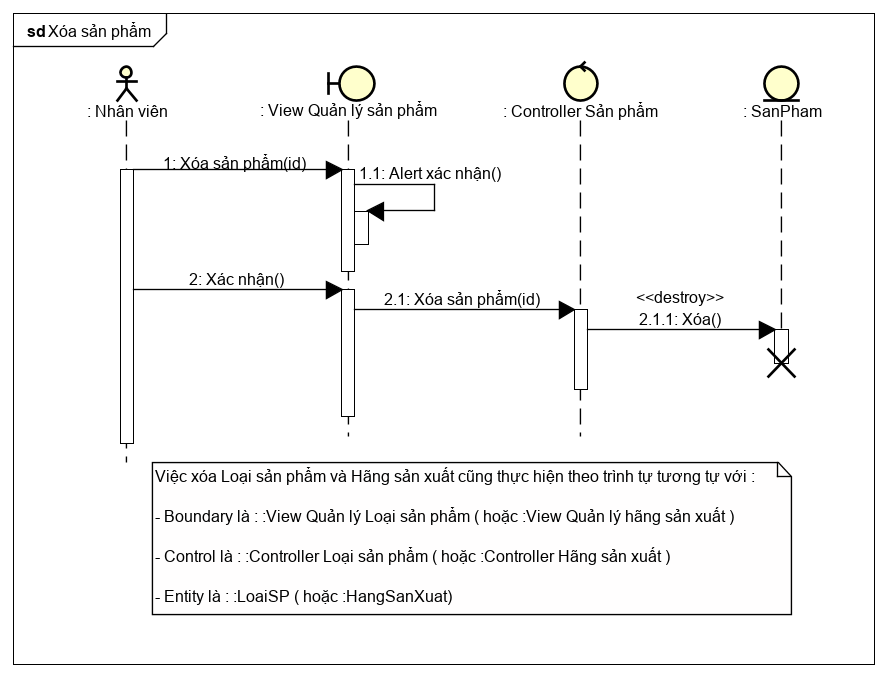 sd Xóa sản phẩm
: Nhân viên
: View Quản lý sản phẩm
: Controller Sản phẩm
: SanPham
1: Xóa sản phẩm(id)
1.1: Alert xác nhận()
2: Xác nhận()
2.1: Xóa sản phẩm(id)
<<destroy>>
2.1.1: Xóa()
Việc xóa Loại sản phẩm và Hãng sản xuất cũng thực hiện theo trình tự tương tự với :
- Boundary là : :View Quản lý Loại sản phẩm ( hoặc :View Quản lý hãng sản xuất )
- Control là : :Controller Loại sản phẩm ( hoặc :Controller Hãng sản xuất )
- Entity là : :LoaiSP ( hoặc :HangSanXuat)